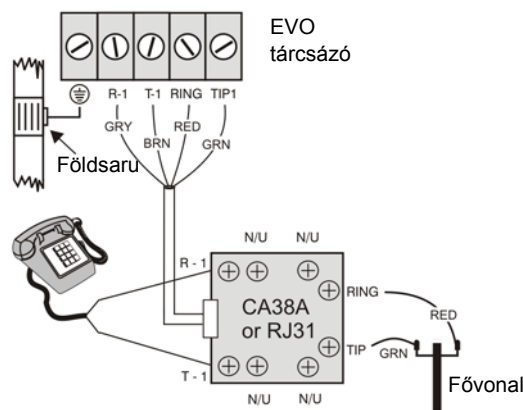 EVO
tárcsázó
R-1 T-1 RING TIP1
GRY
RED
BRN
GRN
Földsaru
N/U N/U
R - 1
CA38A
or RJ31
RING
RED
TIP
GRN
T - 1
Fővonal
N/U N/U